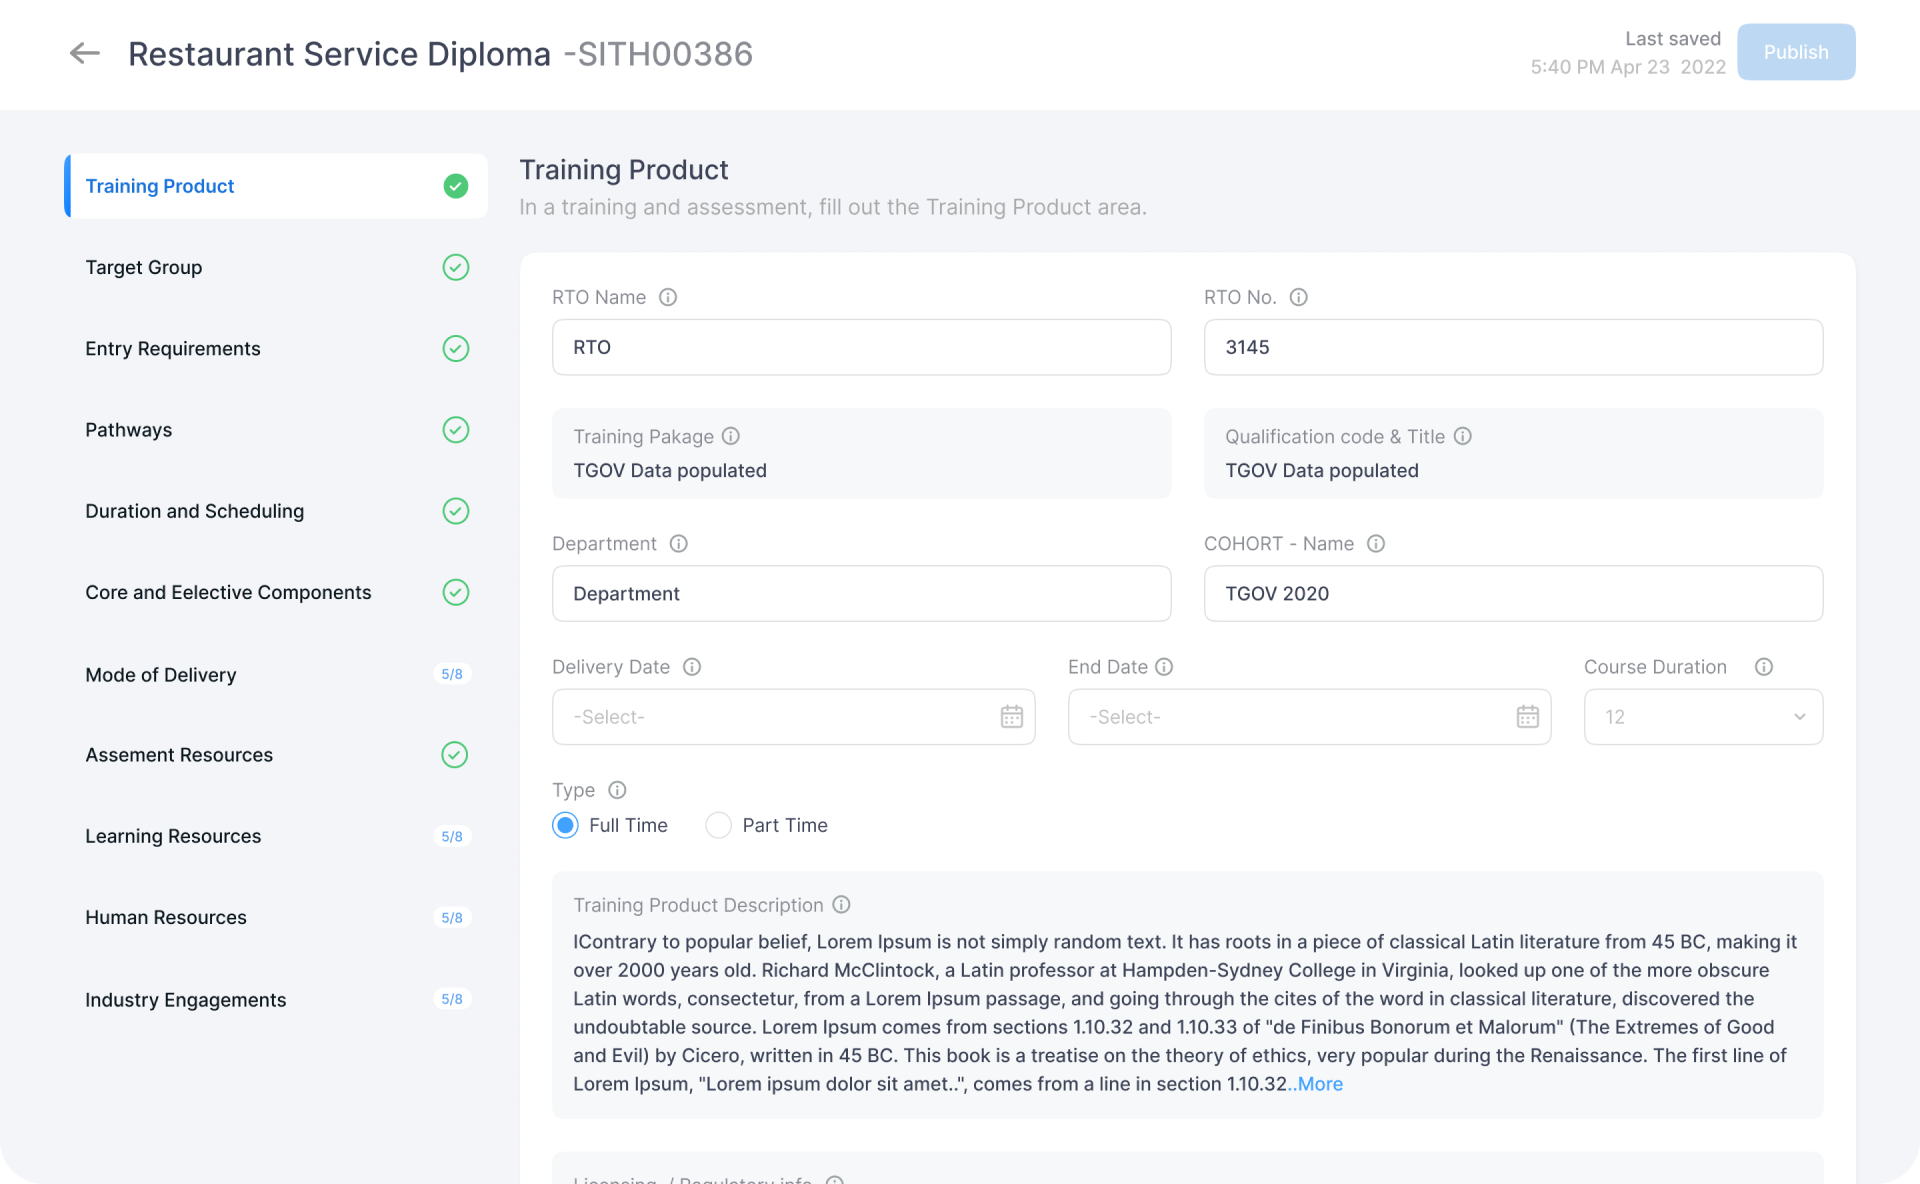 Restaurant Service Diploma -SITH00386
Last saved
5:40 PM Apr 23 2022
Publish
Training Product
Target Group
Entry Requirements
Pathways
Duration and Scheduling
Core and Eelective Components
Mode of Delivery 5/8
Assement Resources
Learning Resources 5/8
Human Resources 5/8
Industry Engagements 5/8
Training Product
In a training and assessment, fill out the Training Product area.
RTO Name
RTO
RTO No.
3145
Training Pakage
TGOV Data populated
Qualification code & Title
TGOV Data populated
Department
Department
COHORT - Name
TGOV 2020
Delivery Date
-Select-
End Date
-Select-
Course Duration
12
Type
Full Time Part Time
Training Product Description
IContrary to popular belief, Lorem Ipsum is not simply random text. It has roots in a piece of classical Latin literature from 45 BC, making it
over 2000 years old. Richard McClintock, a Latin professor at Hampden-Sydney College in Virginia, looked up one of the more obscure
Latin words, consectetur, from a Lorem Ipsum passage, and going through the cites of the word in classical literature, discovered the
undoubtable source. Lorem Ipsum comes from sections 1.10.32 and 1.10.33 of "de Finibus Bonorum et Malorum" (The Extremes of Good
and Evil) by Cicero, written in 45 BC. This book is a treatise on the theory of ethics, very popular during the Renaissance. The first line of
Lorem Ipsum, "Lorem ipsum dolor sit amet..", comes from a line in section 1.10.32..More
Licensing / Regulatory info